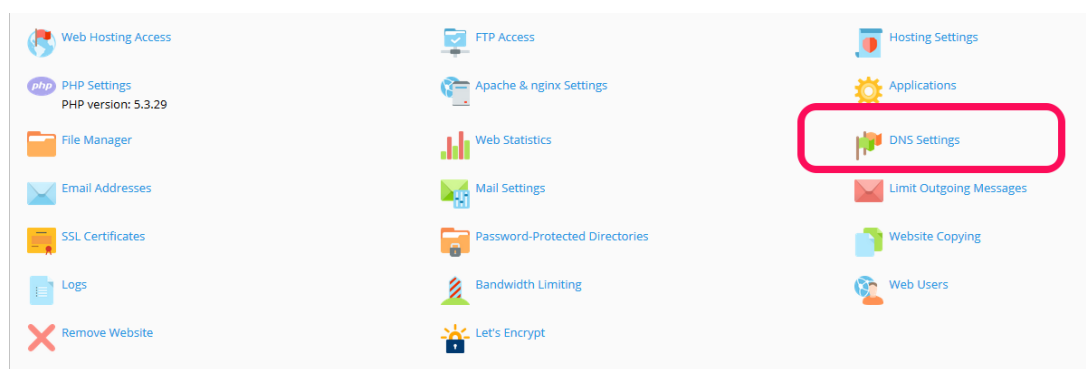 Web Hosting Access
FTP Access
Hosting Settings
php
PHP Settings
PHP version: 5.3.29
Apache & nginx Settings
Applications
File Manager
Web Statistics
DNS Settings
Email Addresses
Mail Settings
Limit Outgoing Messages
SSL Certificates
Password-Protected Directories
Website Copying
Logs
Bandwidth Limiting
Web Users
Remove Website
Let's Encrypt